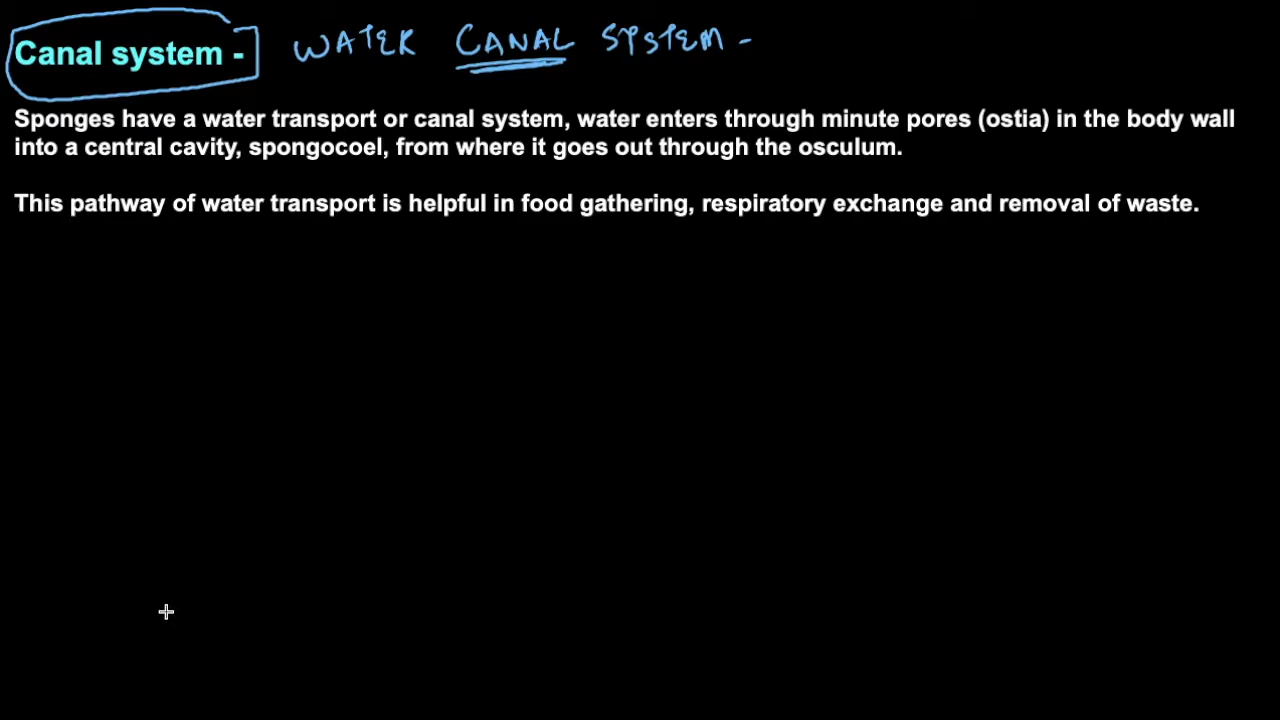 Canal system - WATER CANAL SYSTEM -
Sponges have a water transport or canal system, water enters through minute pores (ostia) in the body wall
into a central cavity, spongocoel, from where it goes out through the osculum.
This pathway of water transport is helpful in food gathering, respiratory exchange and removal of waste.